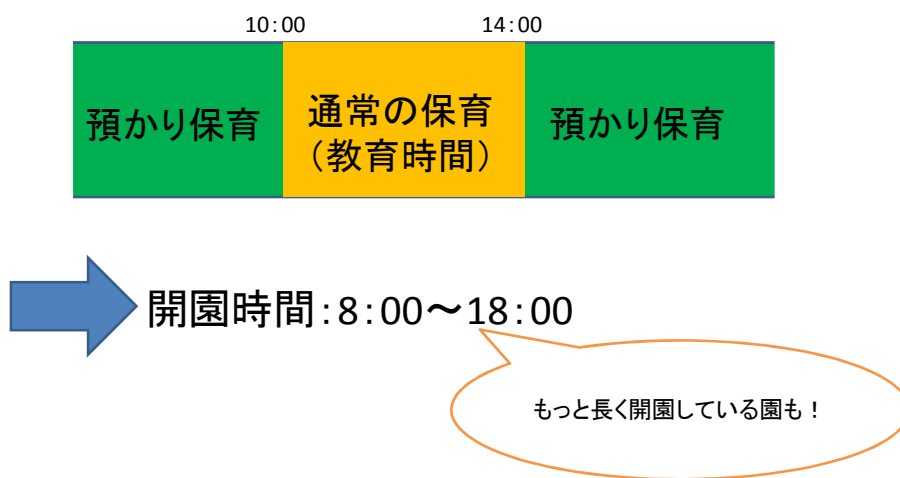 10:00
14:00
預かり保育
通常の保育
（教育時間）
預かり保育
開園時間:8:00～18:00
もっと長く開園している園も！